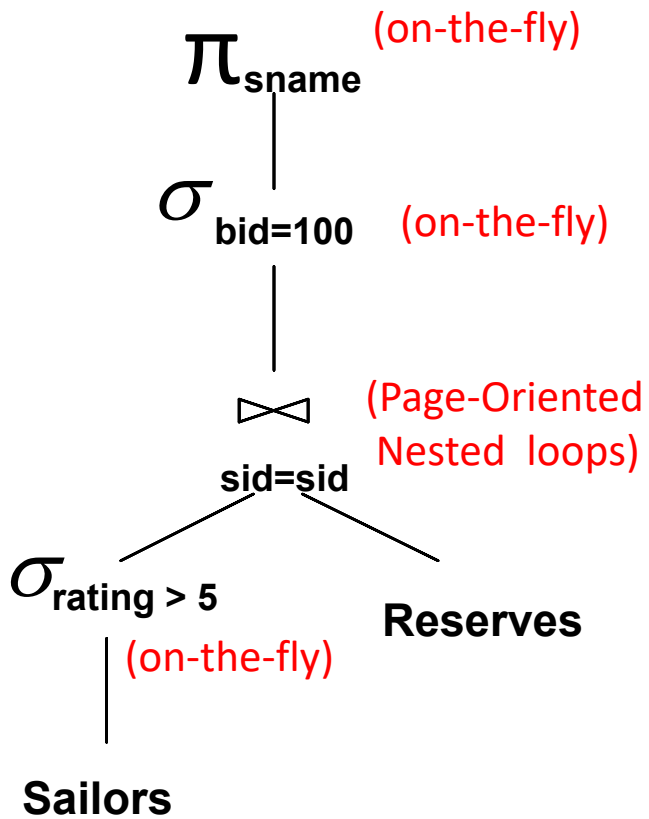 π sname (on-the-fly)
σ bid=100 (on-the-fly)
⋈ (Page-Oriented
Nested loops)
sid=sid
σ rating > 5
Reserves
(on-the-fly)
Sailors